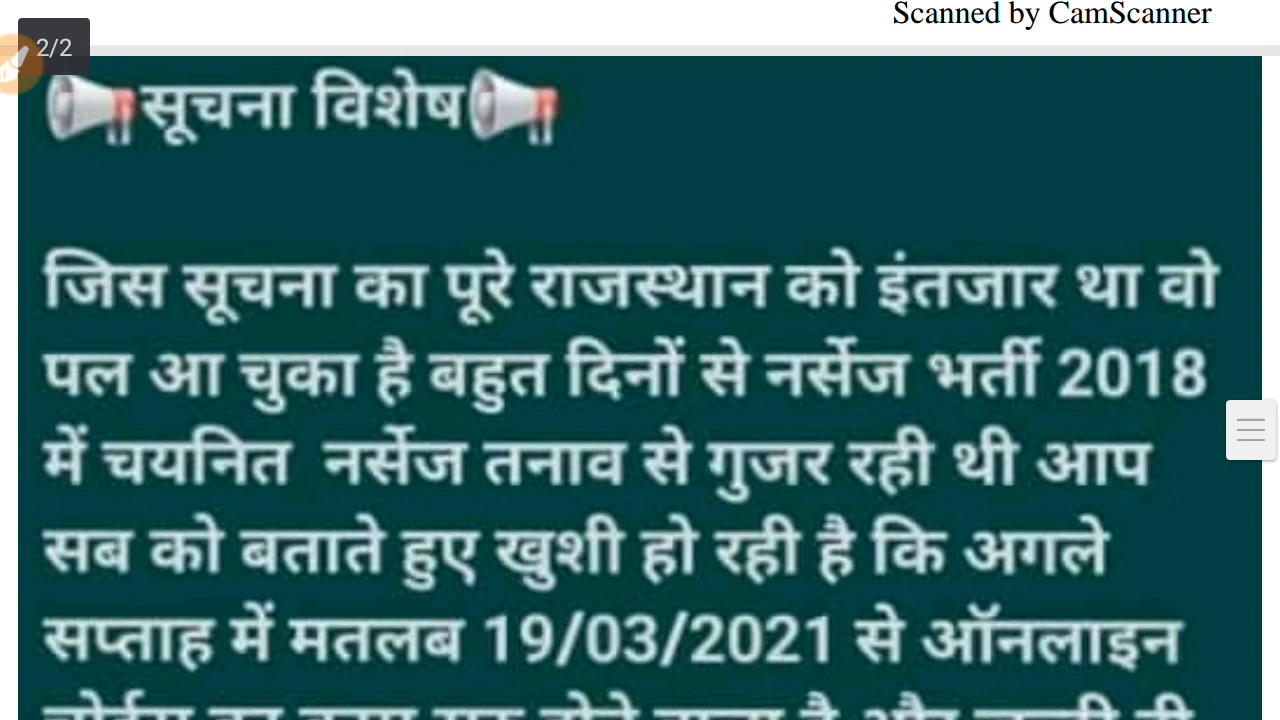 Scanned by CamScanner
2/2
सूचना विशेष
जिस सूचना का पूरे राजस्थान को इंतजार था वो
पल आ चुका है बहुत दिनों से नर्सेज भर्ती 2018
में चयनित नर्सेज तनाव से गुजर रही थी आप
सब को बताते हुए खुशी हो रही है कि अगले
सप्ताह में मतलब 19/03/2021 से ऑनलाइन